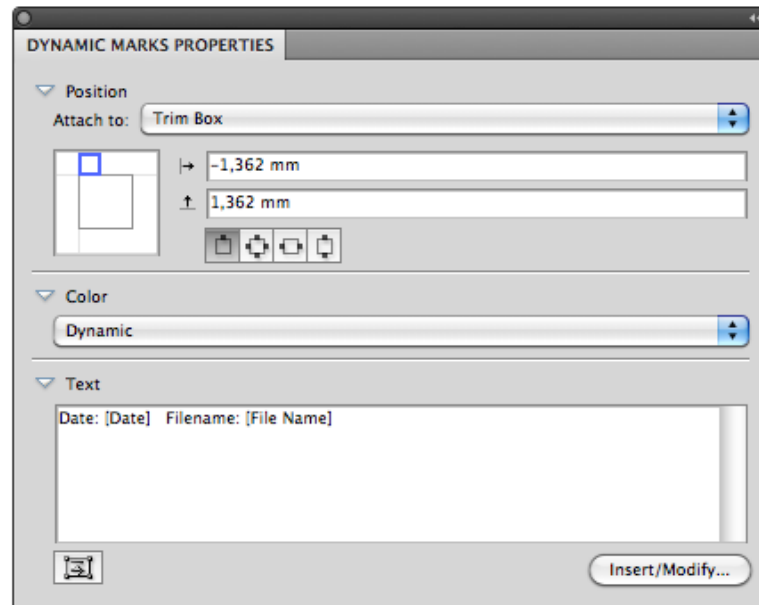 DYNAMIC MARKS PROPERTIES
Position
Attach to: Trim Box
-1,362 mm
1,362 mm
Color
Dynamic
Text
Date: [Date] Filename: [File Name]
Insert/Modify...